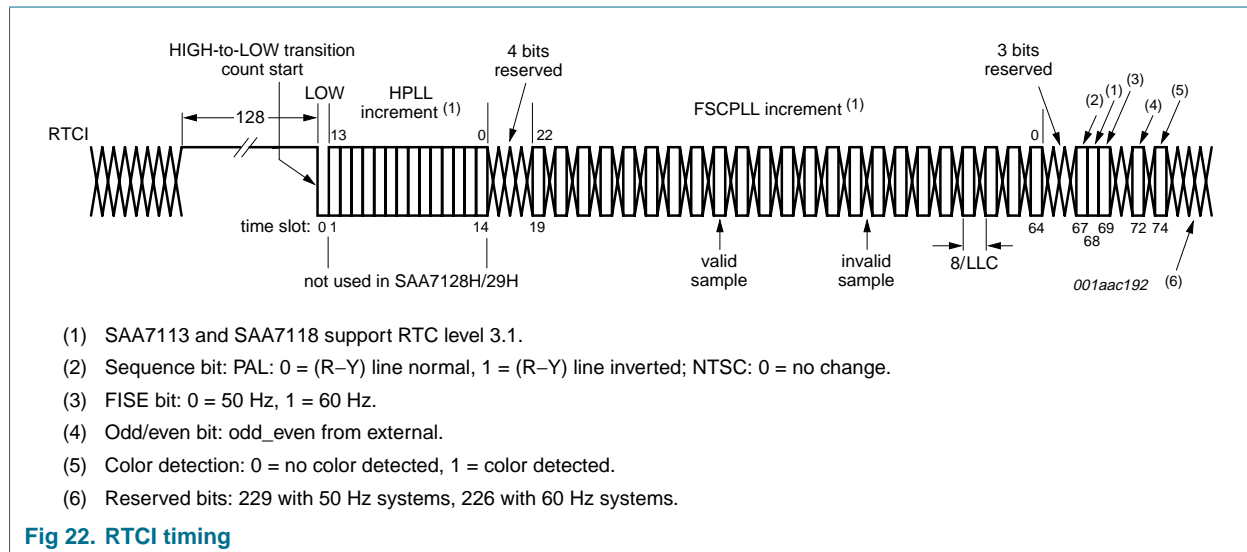 HIGH-to-LOW transition
count start
4 bits
reserved
3 bits
reserved
(3)
(1)
(2)
(4)
(5)
LOW
HPLL
increment (1)
FSCPLL increment (1)
128
RTCI
13
0
22
0
time slot:
0 1
14
19
64
67
68
69
72
74
not used in SAA7128H/29H
valid
sample
invalid
sample
8/LLC
001aac192
(6)
(1) SAA7113 and SAA7118 support RTC level 3.1.
(2) Sequence bit: PAL: 0 = (R−Y) line normal, 1 = (R−Y) line inverted; NTSC: 0 = no change.
(3) FISE bit: 0 = 50 Hz, 1 = 60 Hz.
(4) Odd/even bit: odd_even from external.
(5) Color detection: 0 = no color detected, 1 = color detected.
(6) Reserved bits: 229 with 50 Hz systems, 226 with 60 Hz systems.
Fig 22. RTCI timing